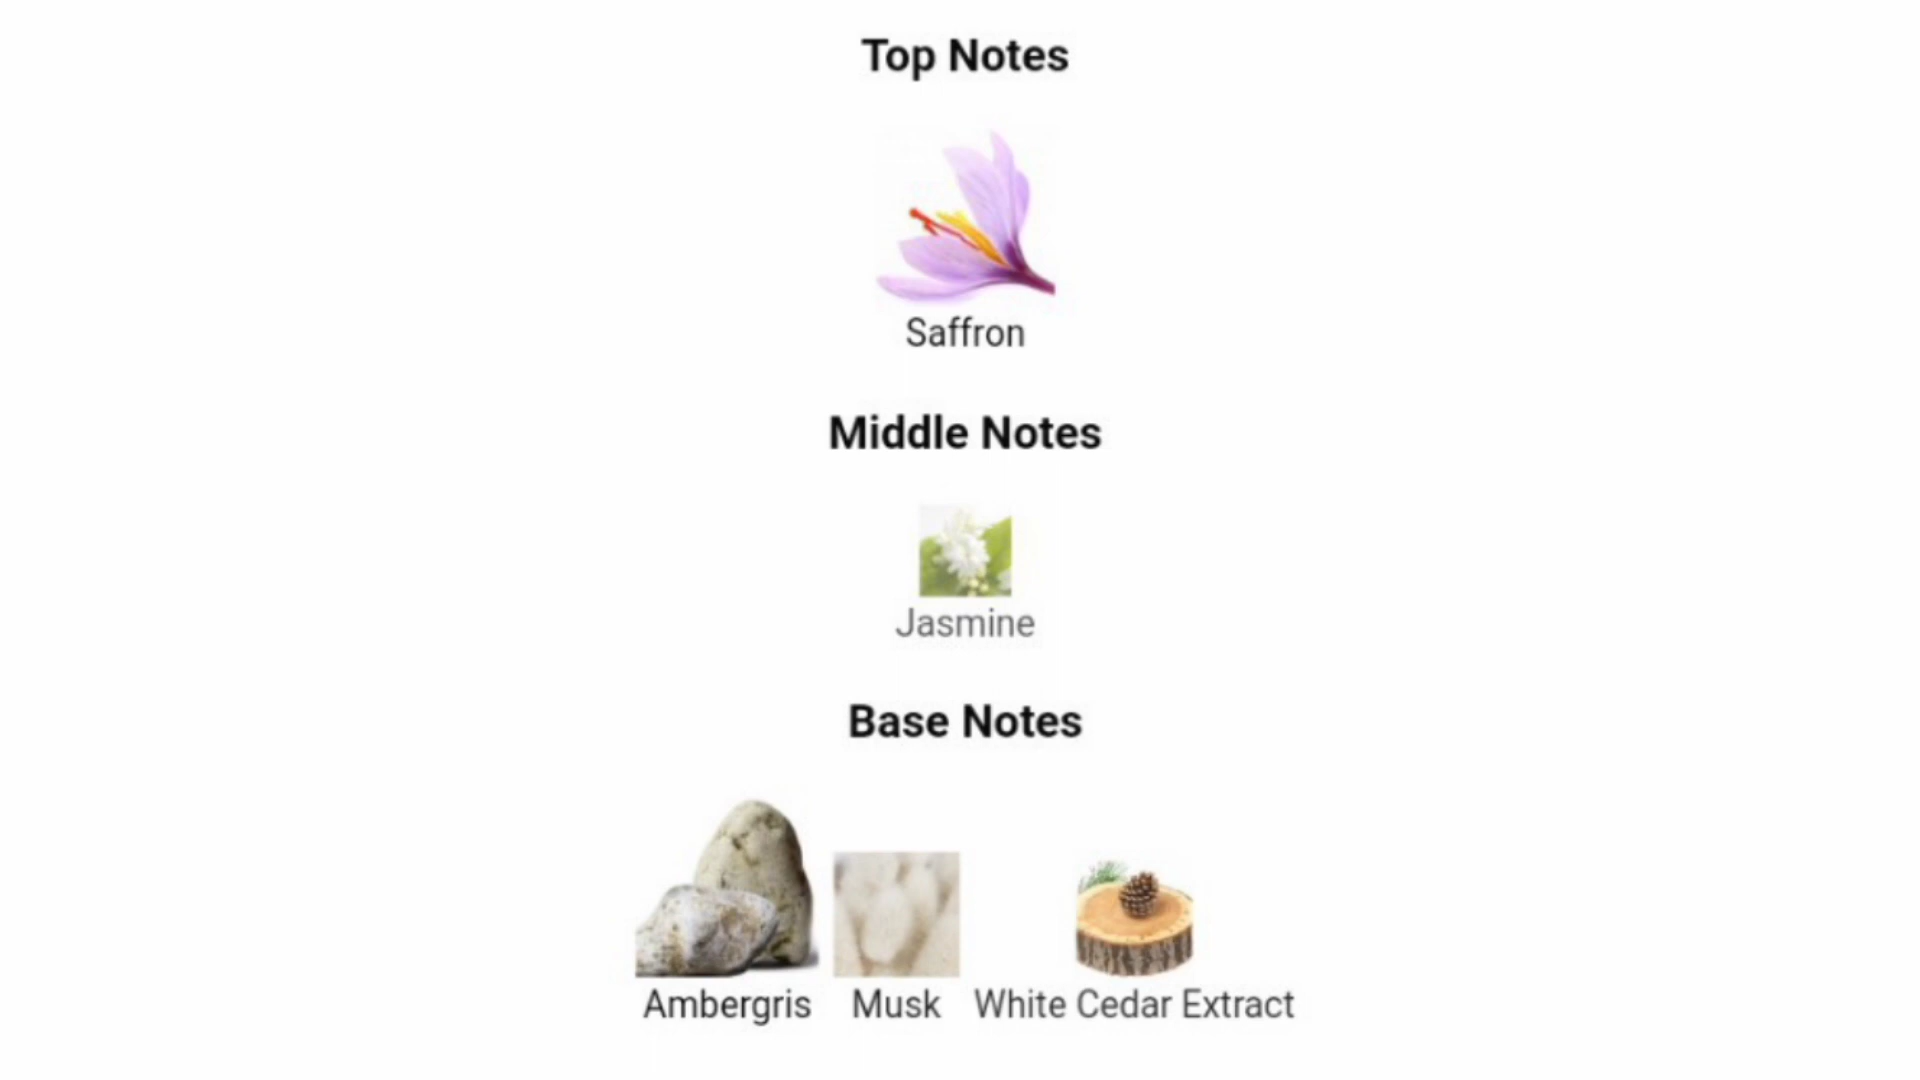 Top Notes
Saffron
Middle Notes
Jasmine
Base Notes
Ambergris Musk White Cedar Extract